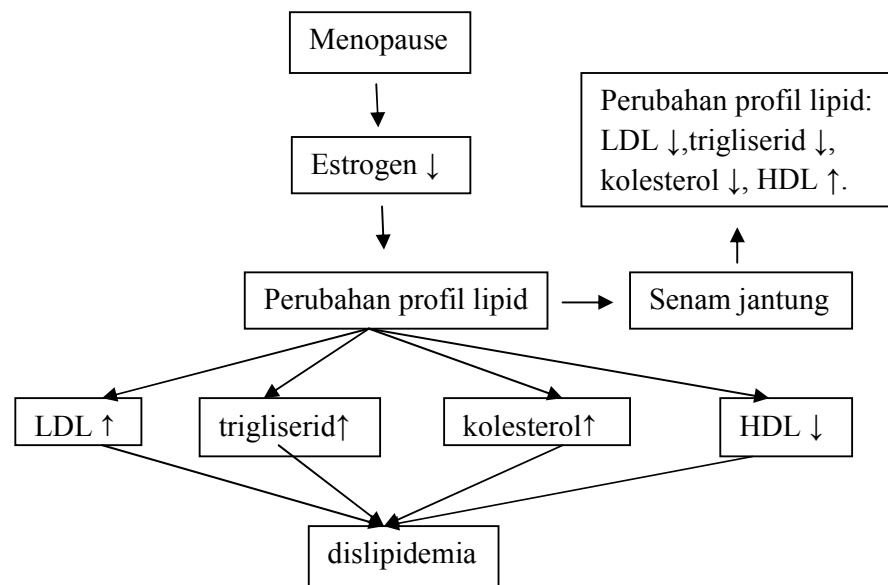 Menopause
Perubahan profil lipid:
LDL ↓,trigliserid ↓,
kolesterol ↓, HDL ↑.
Estrogen ↓
Perubahan profil lipid
Senam jantung
LDL ↑
trigliserid↑
kolesterol↑
HDL ↓
dislipidemia